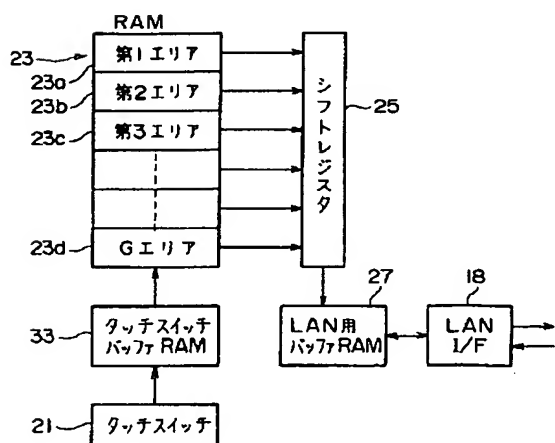 RAM
23
第1エリア
23a
第2エリア
23b
第3エリア
23c
Gエリア
23d
シフトレジスタ
25
27
18
タッチスイッチ
バッファRAM
33
LAN用
バッファRAM
LAN
I/F
タッチスイッチ
21